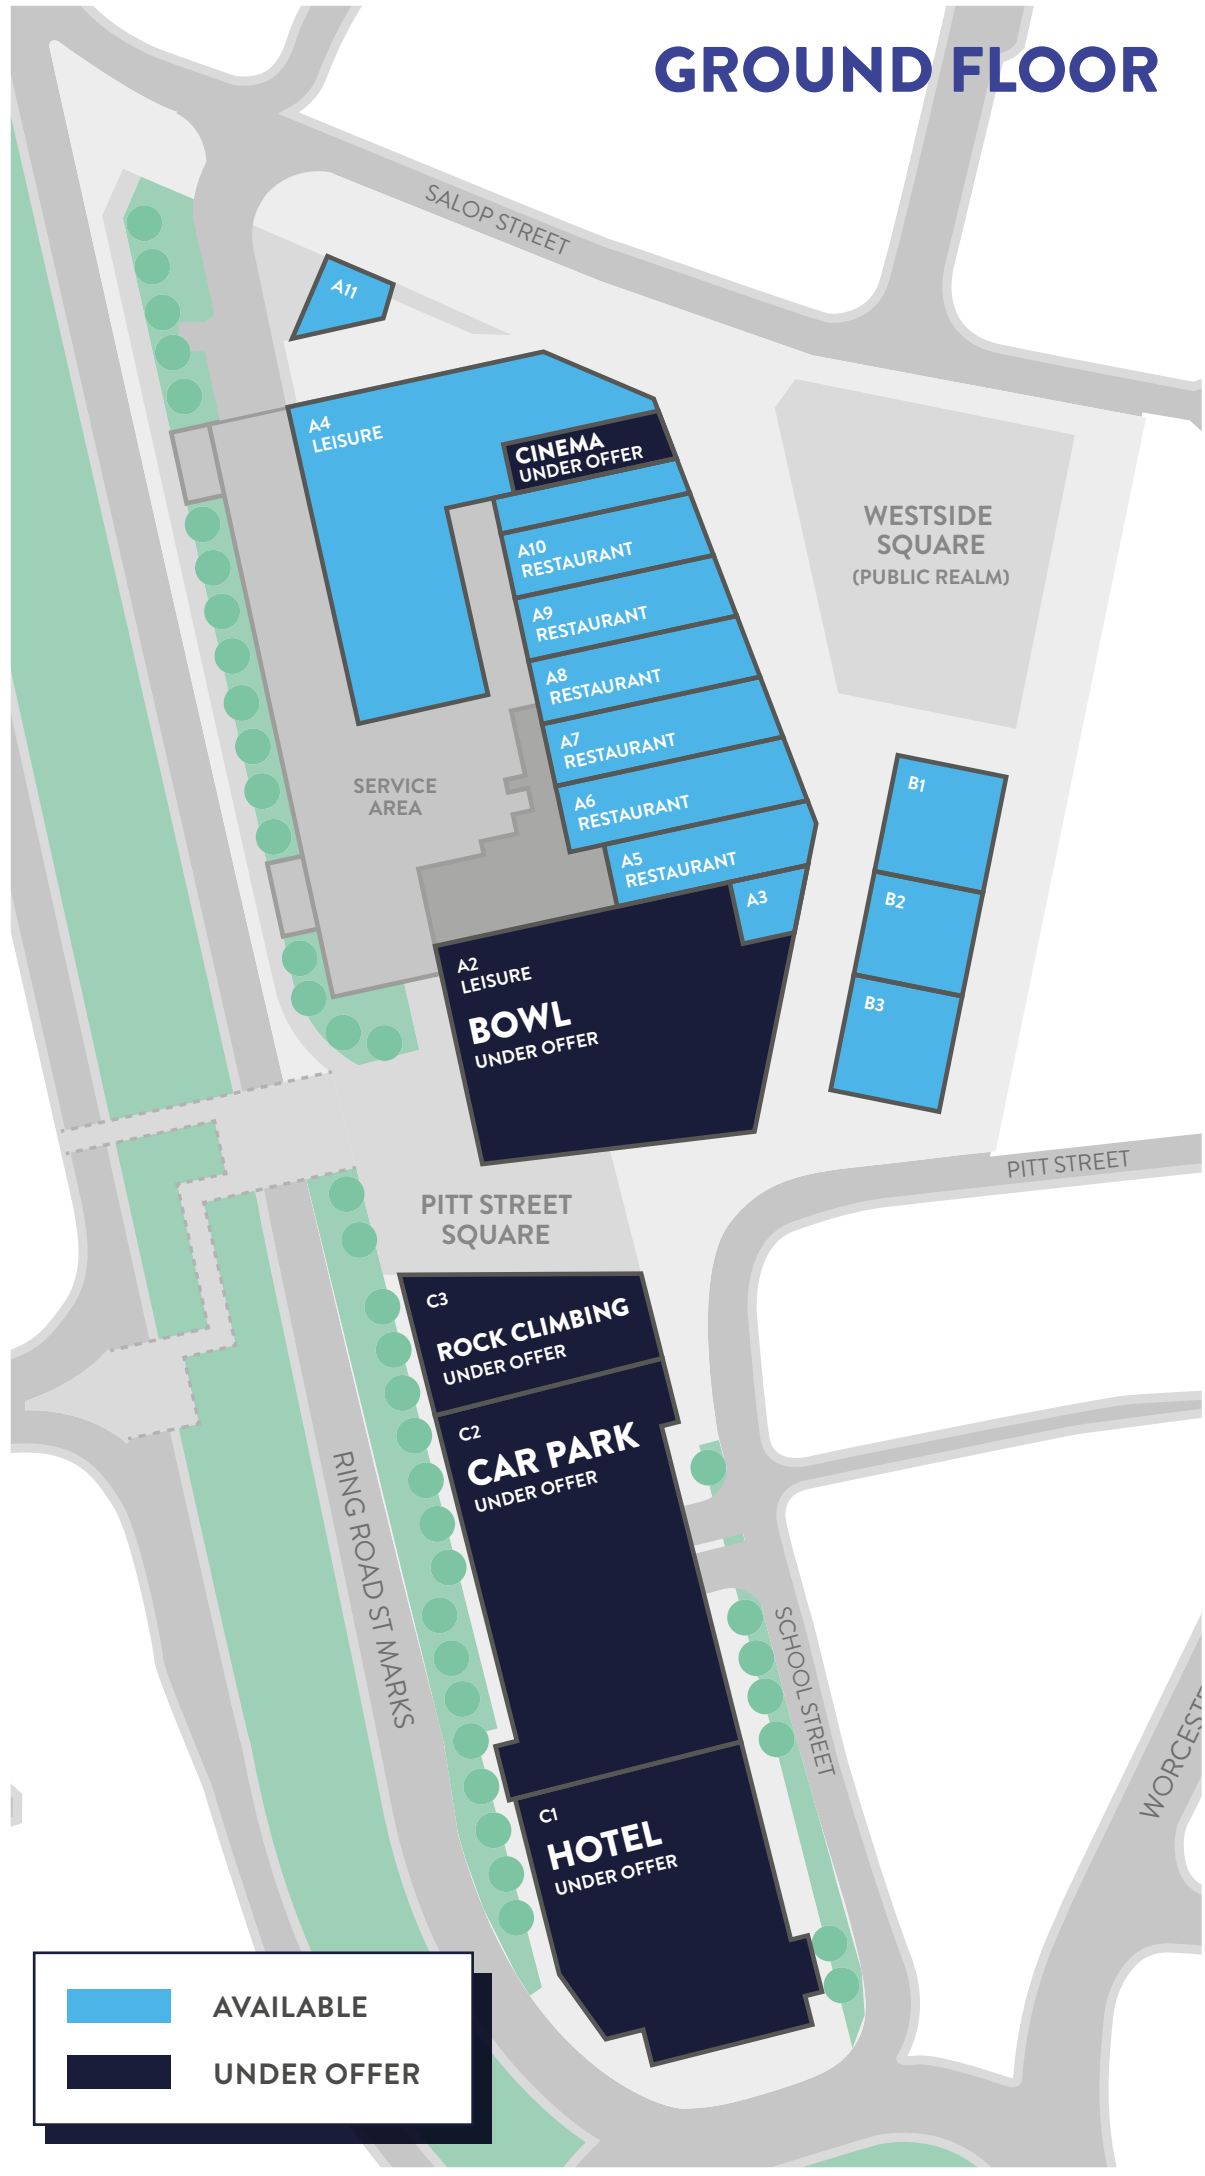 GROUND FLOOR
SALOP STREET
A11
A4
LEISURE
CINEMA
UNDER OFFER
WESTSIDE
SQUARE
(PUBLIC REALM)
A10
RESTAURANT
A9
RESTAURANT
A8
RESTAURANT
A7
RESTAURANT
A6
RESTAURANT
A5
RESTAURANT
A3
SERVICE
AREA
B1
B2
B3
A2
LEISURE
BOWL
UNDER OFFER
PITT STREET
PITT STREET
SQUARE
C3
ROCK CLIMBING
UNDER OFFER
C2
CAR PARK
UNDER OFFER
RING ROAD ST MARKS
SCHOOL STREET
C1
HOTEL
UNDER OFFER
AVAILABLE
UNDER OFFER